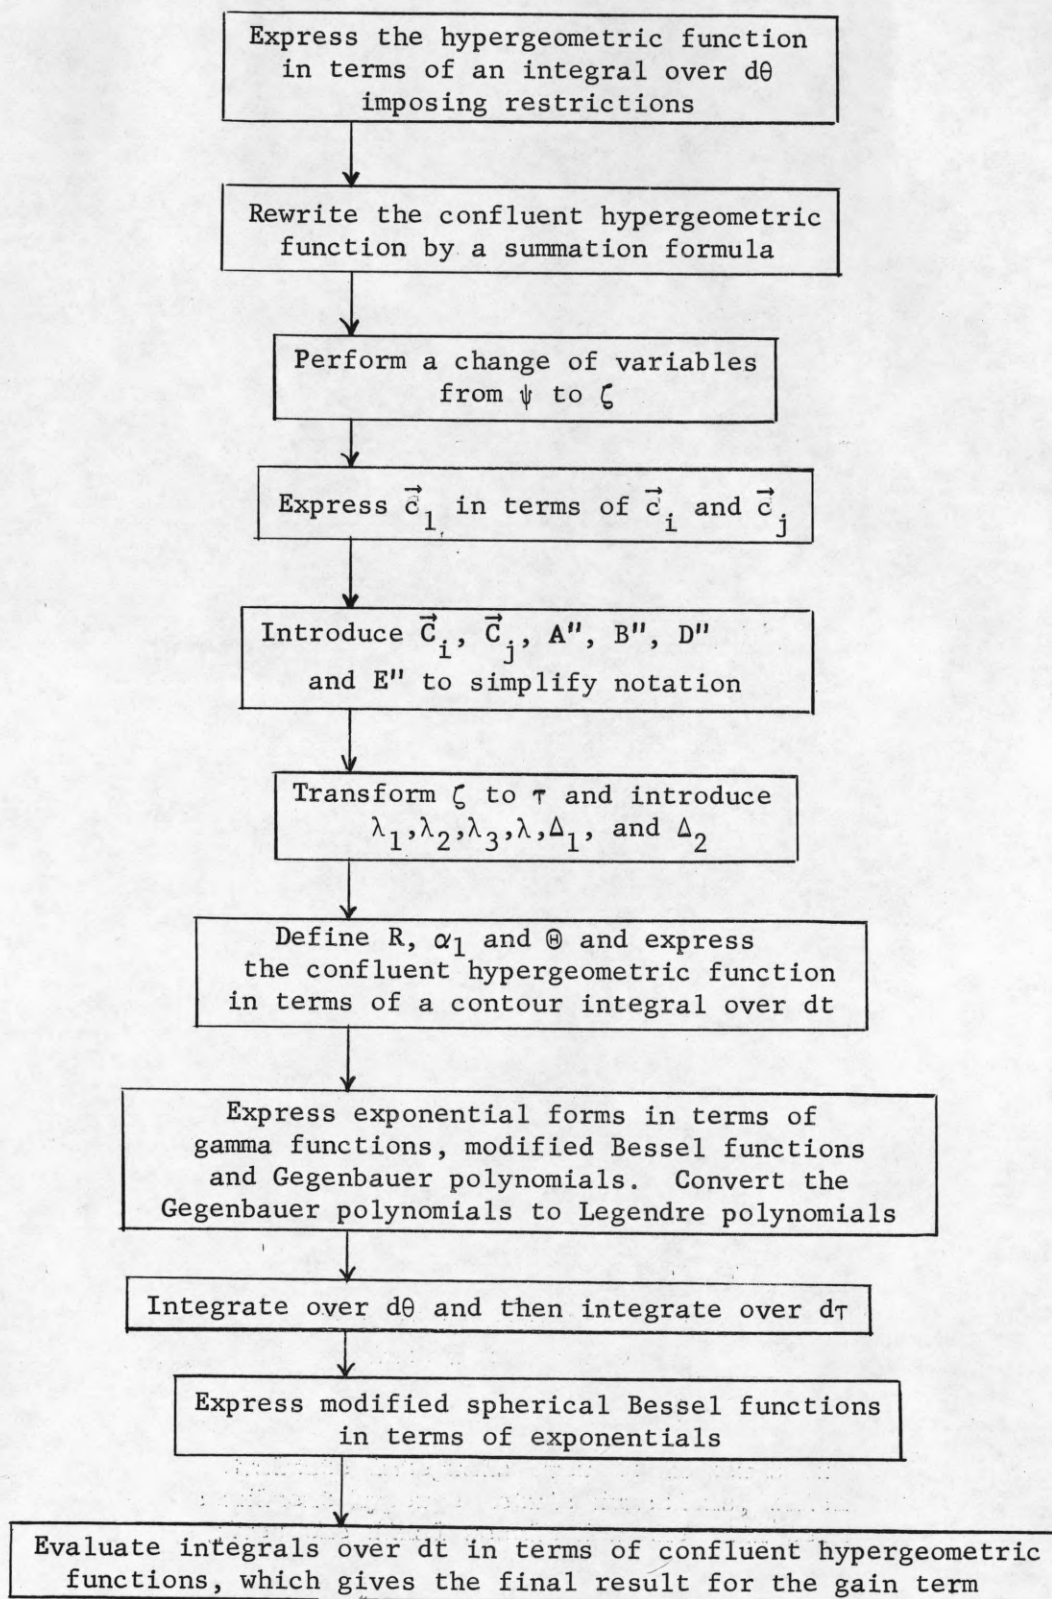 Express the hypergeometric function
in terms of an integral over dθ
imposing restrictions
Rewrite the confluent hypergeometric
function by a summation formula
Perform a change of variables
from ψ to ζ
Express c⃗₁ in terms of c⃗ᵢ and c⃗ⱼ
Introduce C⃗ᵢ, C⃗ⱼ, A", B", D"
and E" to simplify notation
Transform ζ to τ and introduce
λ₁,λ₂,λ₃,λ,Δ₁, and Δ₂
Define R, α₁ and Θ and express
the confluent hypergeometric function
in terms of a contour integral over dt
Express exponential forms in terms of
gamma functions, modified Bessel functions
and Gegenbauer polynomials. Convert the
Gegenbauer polynomials to Legendre polynomials
Integrate over dθ and then integrate over dτ
Express modified spherical Bessel functions
in terms of exponentials
Evaluate integrals over dt in terms of confluent hypergeometric
functions, which gives the final result for the gain term